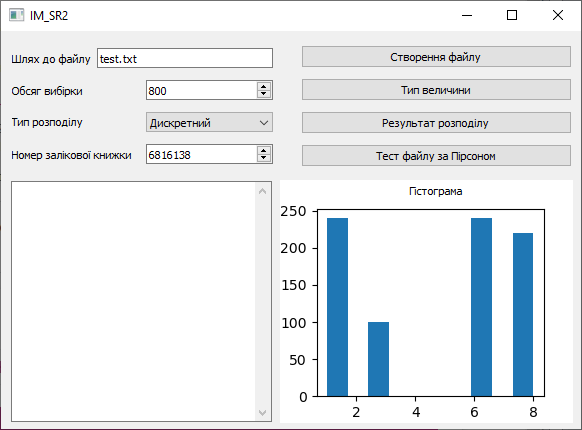 IM_SR2
Шлях до файлу test.txt
Створення файлу
Обсяг вибірки 800
Тип величини
Тип розподілу Дискретний
Результат розподілу
Номер залікової книжки 6816138
Тест файлу за Пірсоном
Гістограма
250
200
150
100
50
0
2 4 6 8